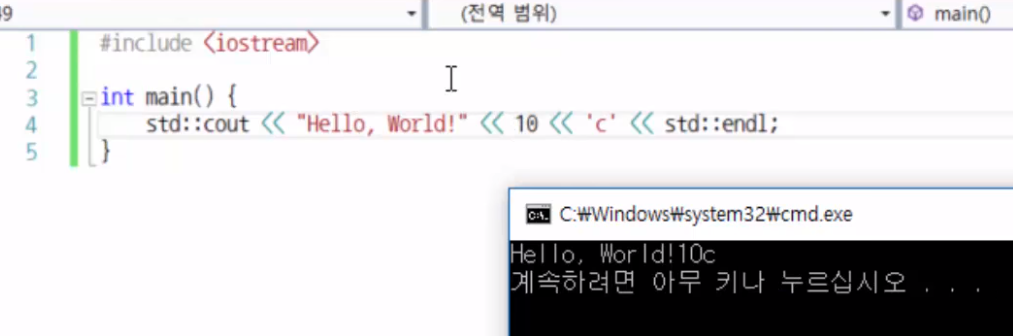 49
(전역 범위)
main()
1 #include <iostream>
2
3 int main() {
4 std::cout << "Hello, World!" << 10 << 'c' << std::endl;
5 }
C:\Windows\system32\cmd.exe
Hello, World!10c
계속하려면 아무 키나 누르십시오 . . .